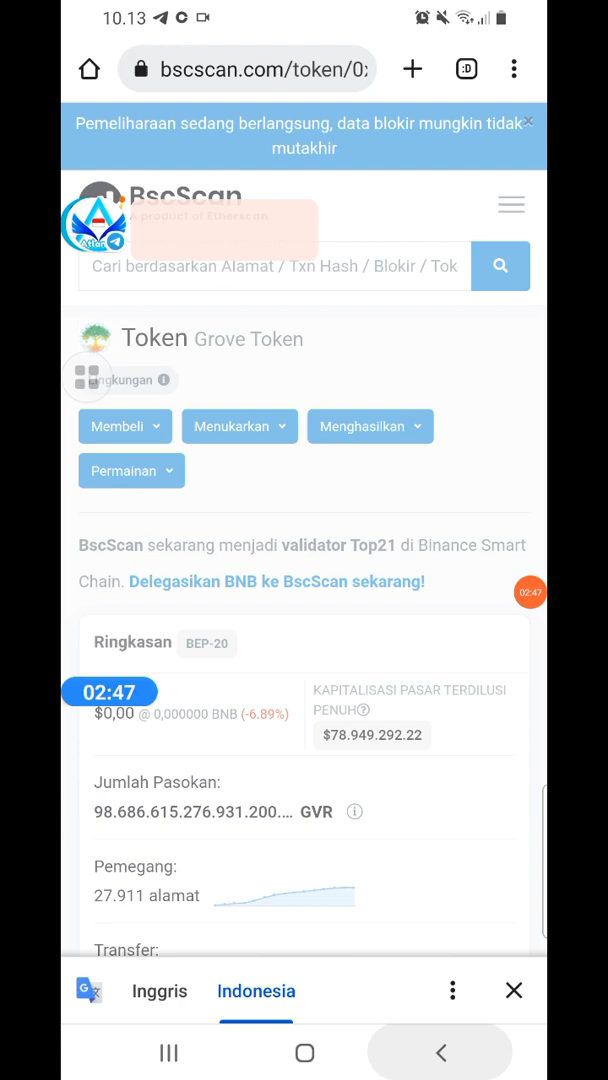 10.13
bscscan.com/token/0
:D
Pemeliharaan sedang berlangsung, data blokir mungkin tidak
mutakhir
BscScan
A product of Etherscan
Atlan
Cari berdasarkan Alamat / Txn Hash / Blokir / Tok
Token Grove Token
Lingkungan
Membeli Menukarkan Menghasilkan
Permainan
BscScan sekarang menjadi validator Top21 di Binance Smart
Chain. Delegasikan BNB ke BscScan sekarang!
02:47
Ringkasan BEP-20
02:47
KAPITALISASI PASAR TERDILUSI
PENUH
$0,00 @ 0,000000 BNB (-6.89%)
$78.949.292.22
Jumlah Pasokan:
98.686.615.276.931.200.... GVR
Pemegang:
27.911 alamat
Transfer:
Inggris Indonesia